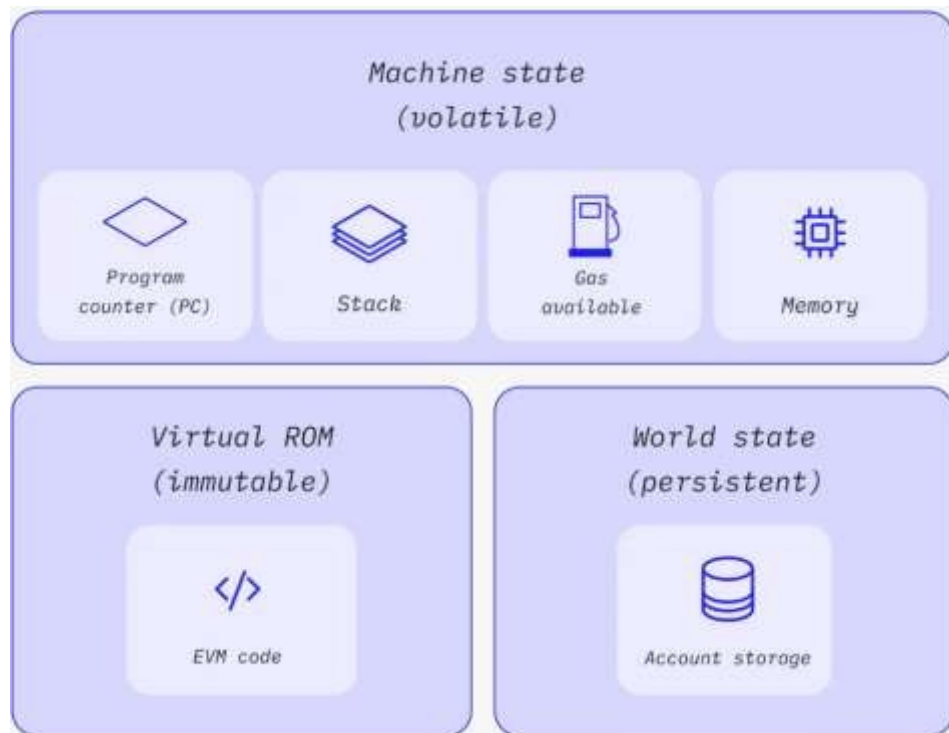 Machine state
(volatile)
Program
counter (PC)
Stack
Gas
available
Memory
Virtual ROM
(immutable)
EVM code
World state
(persistent)
Account storage